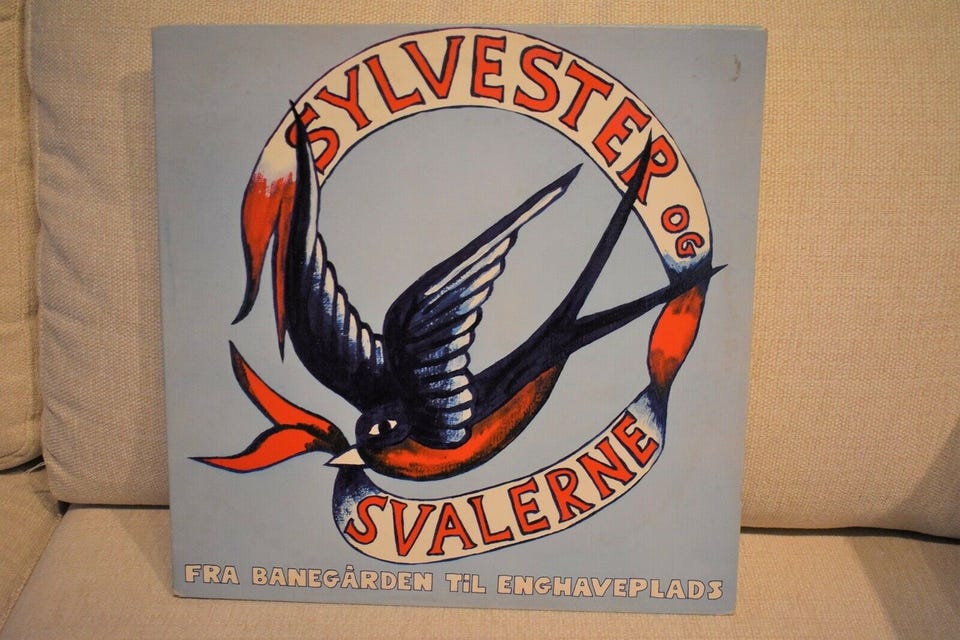 SYLVESTER OG
SVALERNE
FRA BANEGÅRDEN TiL ENGHAVEPLADS